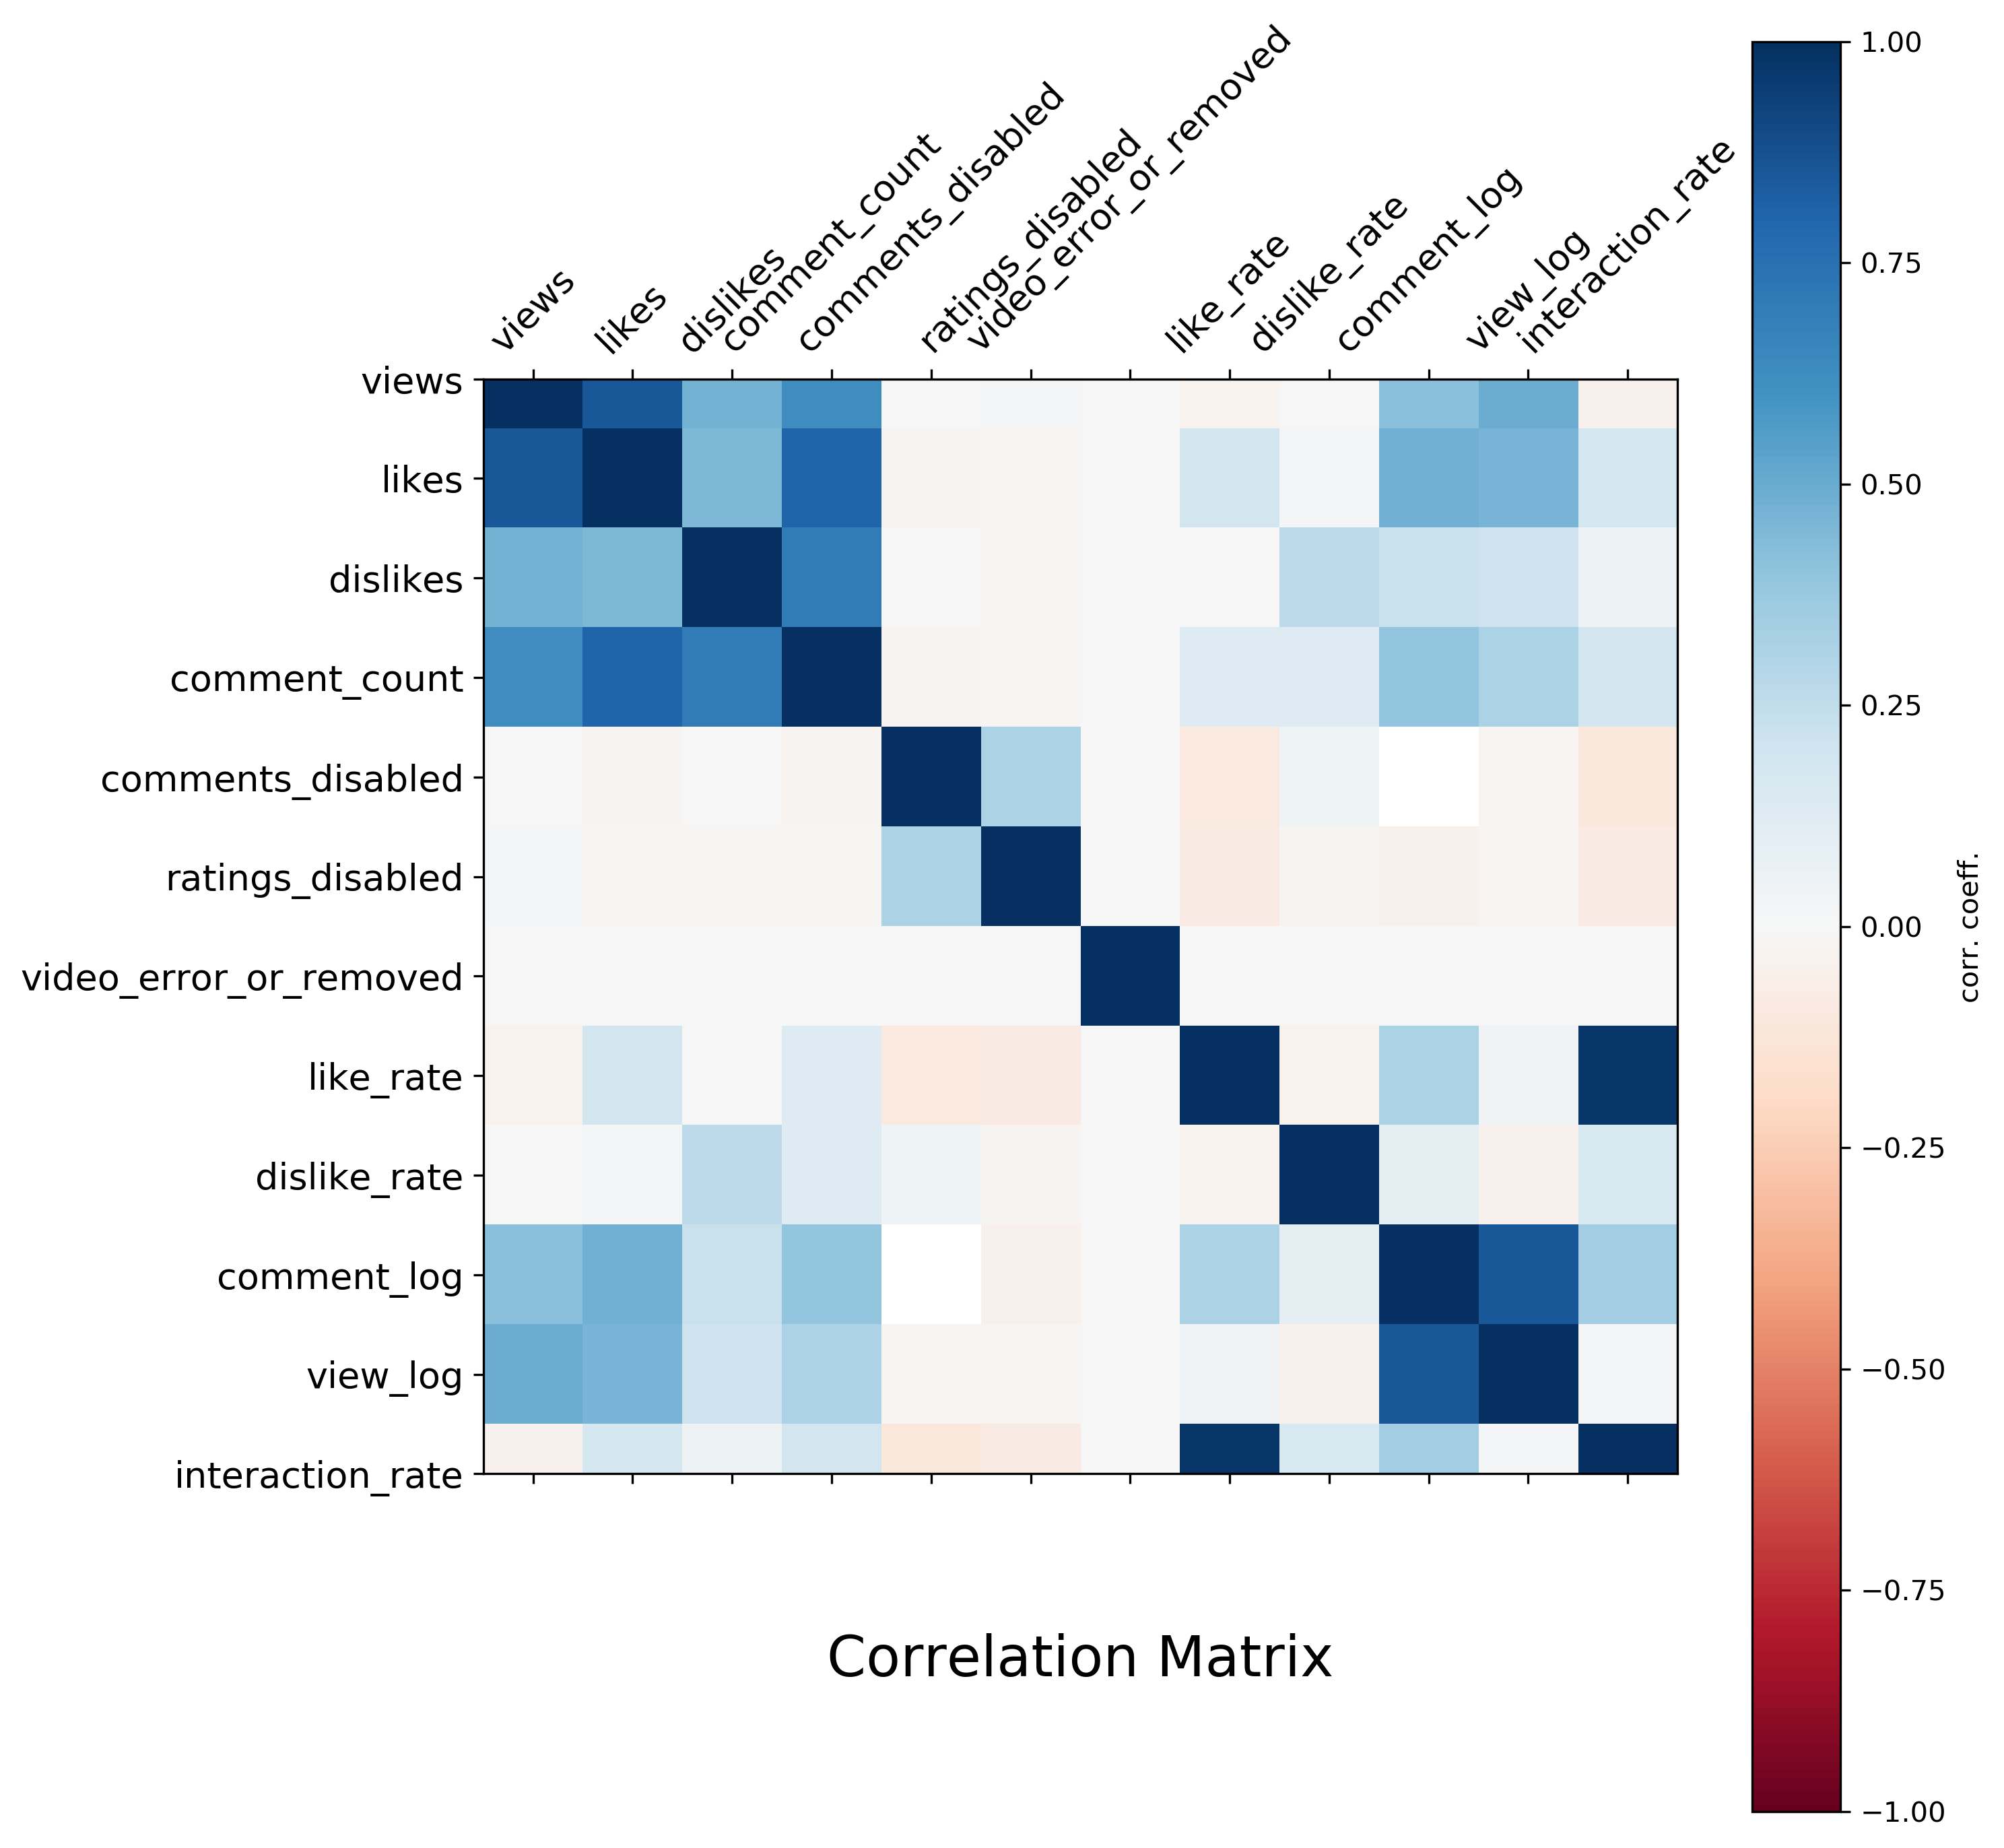 views
likes
dislikes
comment_count
comments_disabled
ratings_disabled
video_error_or_removed
like_rate
dislike_rate
comment_log
view_log
interaction_rate
views
likes
dislikes
comment_count
comments_disabled
ratings_disabled
video_error_or_removed
like_rate
dislike_rate
comment_log
view_log
interaction_rate
1.00
0.75
0.50
0.25
0.00
−0.25
−0.50
−0.75
−1.00
corr. coeff.
Correlation Matrix